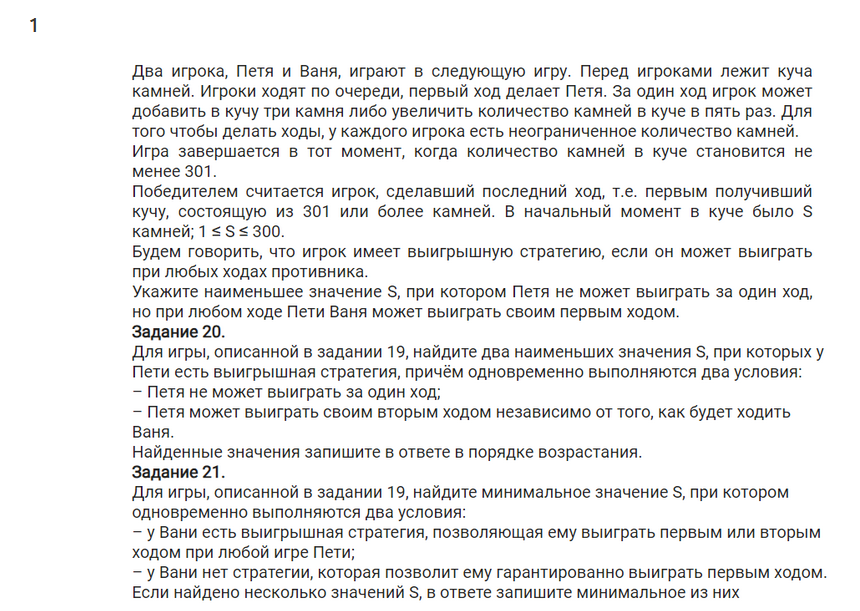 1
Два игрока, Петя и Ваня, играют в следующую игру. Перед игроками лежит куча
камней. Игроки ходят по очереди, первый ход делает Петя. За один ход игрок может
добавить в кучу три камня либо увеличить количество камней в куче в пять раз. Для
того чтобы делать ходы, у каждого игрока есть неограниченное количество камней.
Игра завершается в тот момент, когда количество камней в куче становится не
менее 301.
Победителем считается игрок, сделавший последний ход, т.е. первым получивший
кучу, состоящую из 301 или более камней. В начальный момент в куче было S
камней; 1 ≤ S ≤ 300.
Будем говорить, что игрок имеет выигрышную стратегию, если он может выиграть
при любых ходах противника.
Укажите наименьшее значение S, при котором Петя не может выиграть за один ход,
но при любом ходе Пети Ваня может выиграть своим первым ходом.
Задание 20.
Для игры, описанной в задании 19, найдите два наименьших значения S, при которых у
Пети есть выигрышная стратегия, причём одновременно выполняются два условия:
– Петя не может выиграть за один ход;
– Петя может выиграть своим вторым ходом независимо от того, как будет ходить
Ваня.
Найденные значения запишите в ответе в порядке возрастания.
Задание 21.
Для игры, описанной в задании 19, найдите минимальное значение S, при котором
одновременно выполняются два условия:
– у Вани есть выигрышная стратегия, позволяющая ему выиграть первым или вторым
ходом при любой игре Пети;
– у Вани нет стратегии, которая позволит ему гарантированно выиграть первым ходом.
Если найдено несколько значений S, в ответе запишите минимальное из них